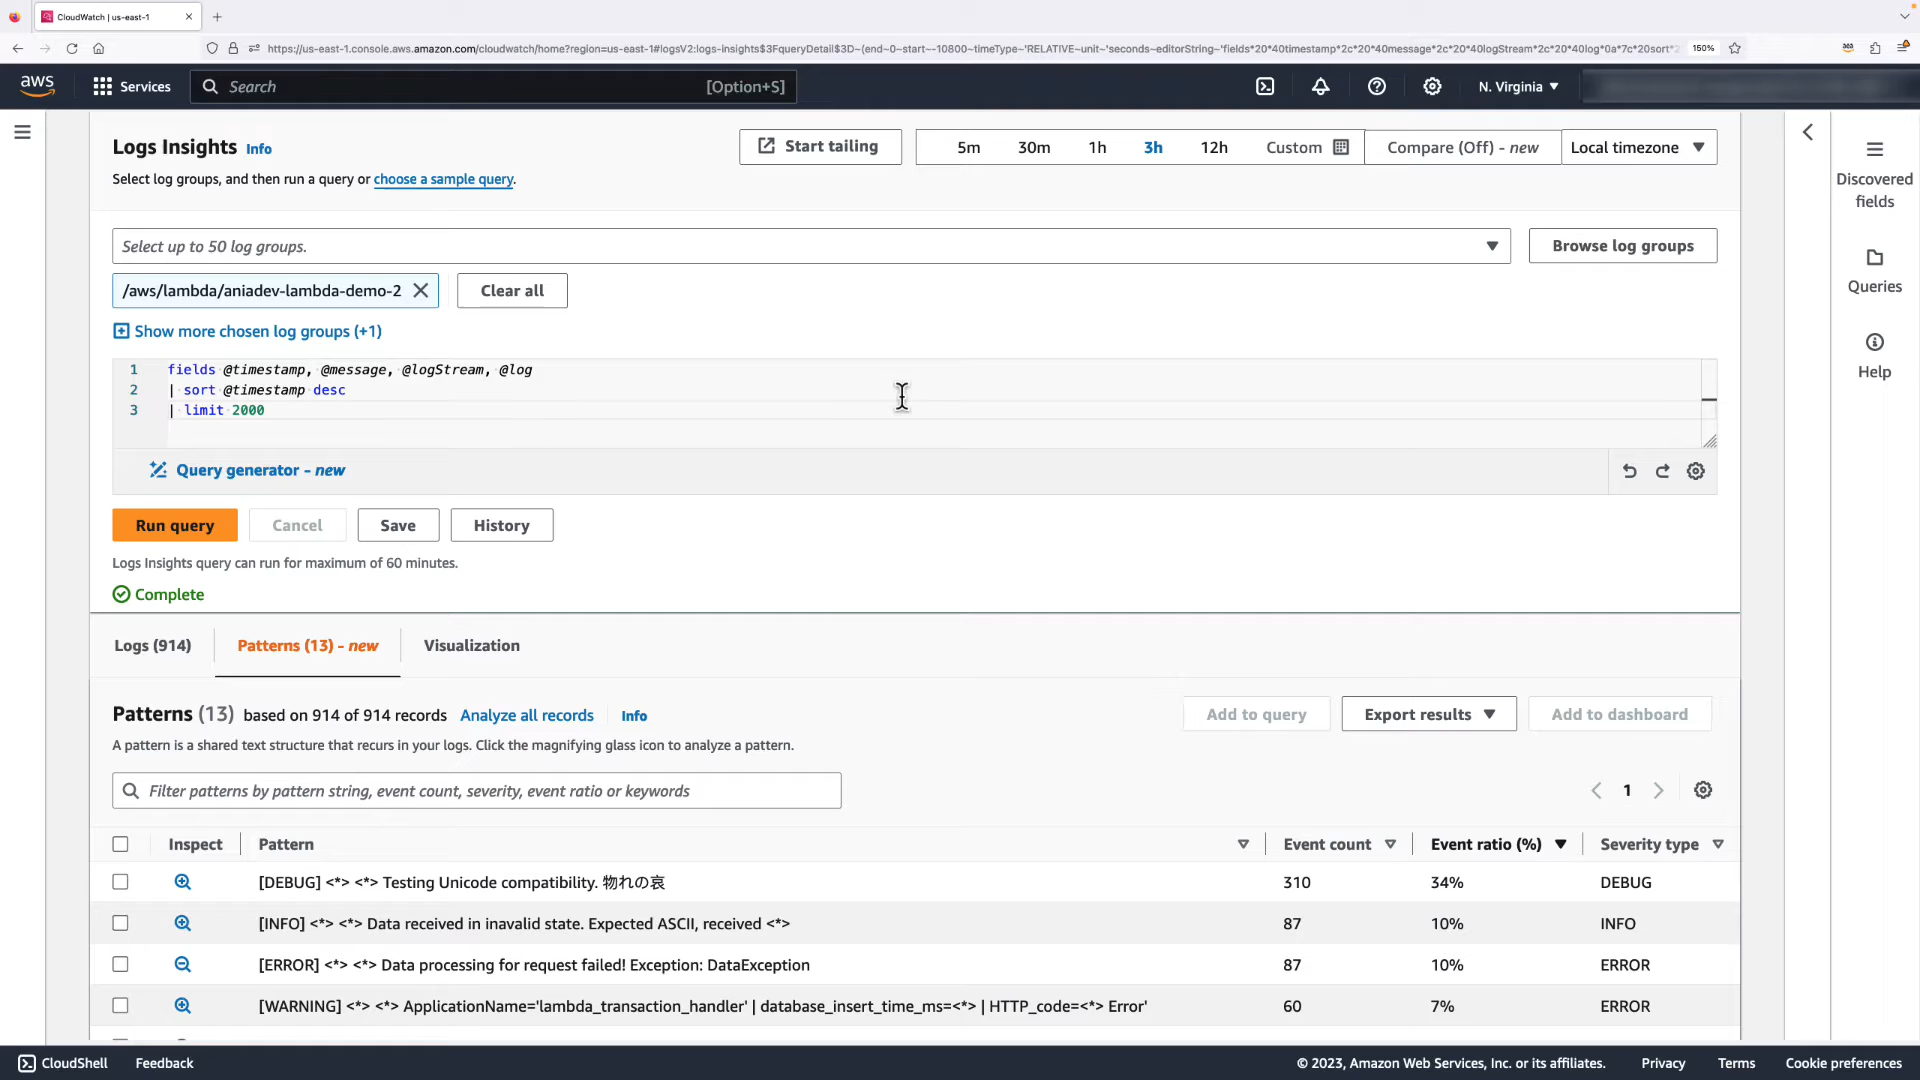 CloudWatch | us-east-1
https://us-east-1.console.aws.amazon.com/cloudwatch/home?region=us-east-1#logsV2:logs-insights$3FqueryDetail$3D~(end~0~start~-10800~timeType~'RELATIVE~unit~'seconds~editorString~'fields*20*40timestamp*2c*20*40message*2c*20*40logStream*2c*20*40log*0a*7c*20sort*2
150%
aws
Services
Search
[Option+S]
N. Virginia
Logs Insights Info
Start tailing
5m 30m 1h 3h 12h Custom
Compare (Off) - new
Local timezone
Select log groups, and then run a query or choose a sample query.
Discovered fields
Queries
Help
Select up to 50 log groups.
Browse log groups
/aws/lambda/aniadev-lambda-demo-2
Clear all
Show more chosen log groups (+1)
1 fields @timestamp, @message, @logStream, @log
2 | sort @timestamp desc
3 | limit 2000
Query generator - new
Run query Cancel Save History
Logs Insights query can run for maximum of 60 minutes.
Complete
Logs (914) Patterns (13) - new Visualization
Patterns (13) based on 914 of 914 records Analyze all records Info
Add to query Export results Add to dashboard
A pattern is a shared text structure that recurs in your logs. Click the magnifying glass icon to analyze a pattern.
Filter patterns by pattern string, event count, severity, event ratio or keywords
1
Inspect Pattern Event count Event ratio (%) Severity type
[DEBUG] <*> <*> Testing Unicode compatibility. 物れの哀 310 34% DEBUG
[INFO] <*> <*> Data received in inavalid state. Expected ASCII, received <*> 87 10% INFO
[ERROR] <*> <*> Data processing for request failed! Exception: DataException 87 10% ERROR
[WARNING] <*> <*> ApplicationName='lambda_transaction_handler' | database_insert_time_ms=<*> | HTTP_code=<*> Error' 60 7% ERROR
CloudShell Feedback
© 2023, Amazon Web Services, Inc. or its affiliates. Privacy Terms Cookie preferences